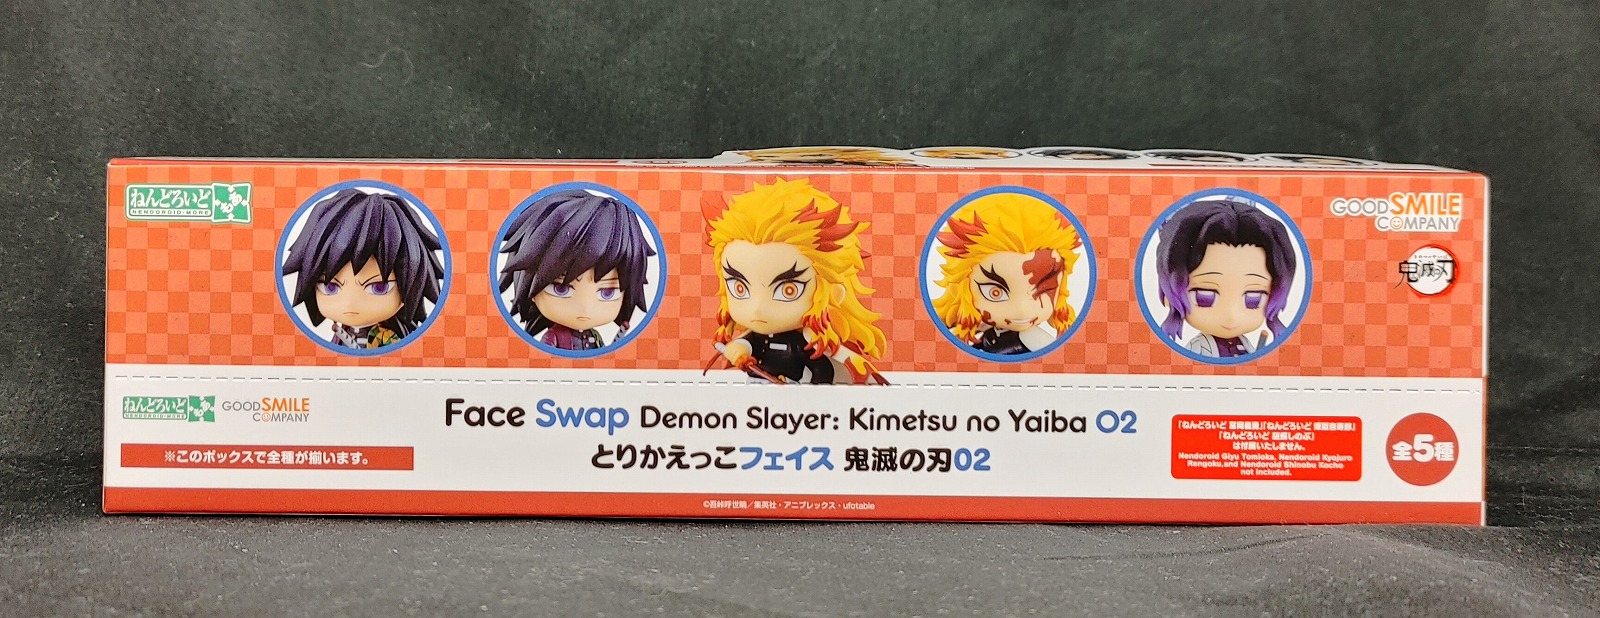 ねんどろいど
NENDOROID·MORE
GOODSMILE
COMPANY
鬼滅の刃
ねんどろいど
NENDOROID·MORE
GOODSMILE
COMPANY
Face Swap Demon Slayer: Kimetsu no Yaiba 02
とりかえっこフェイス 鬼滅の刃02
※このボックスで全種が揃います。
「ねんどろいど 冨岡義勇」「ねんどろいど 煉獄杏寿郎」
「ねんどろいど 胡蝶しのぶ」
は付属いたしません。
Nendoroid Giyu Tomioka, Nendoroid Kyojuro
Rengoku,and Nendoroid Shinobu Kocho
not included.
全5種
©吾峠呼世晴／集英社・アニプレックス・ufotable